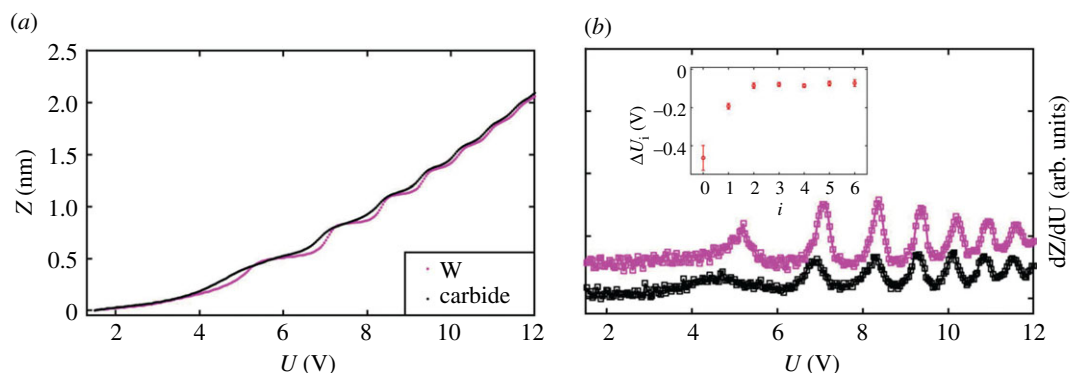 (a)
2.5
2.0
1.5
1.0
0.5
0
Z (nm)
W
carbide
2 4 6 8 10 12
U (V)
(b)
0
−0.2
−0.4
ΔUi (V)
0 1 2 3 4 5 6
i
dZ/dU (arb. units)
2 4 6 8 10 12
U (V)